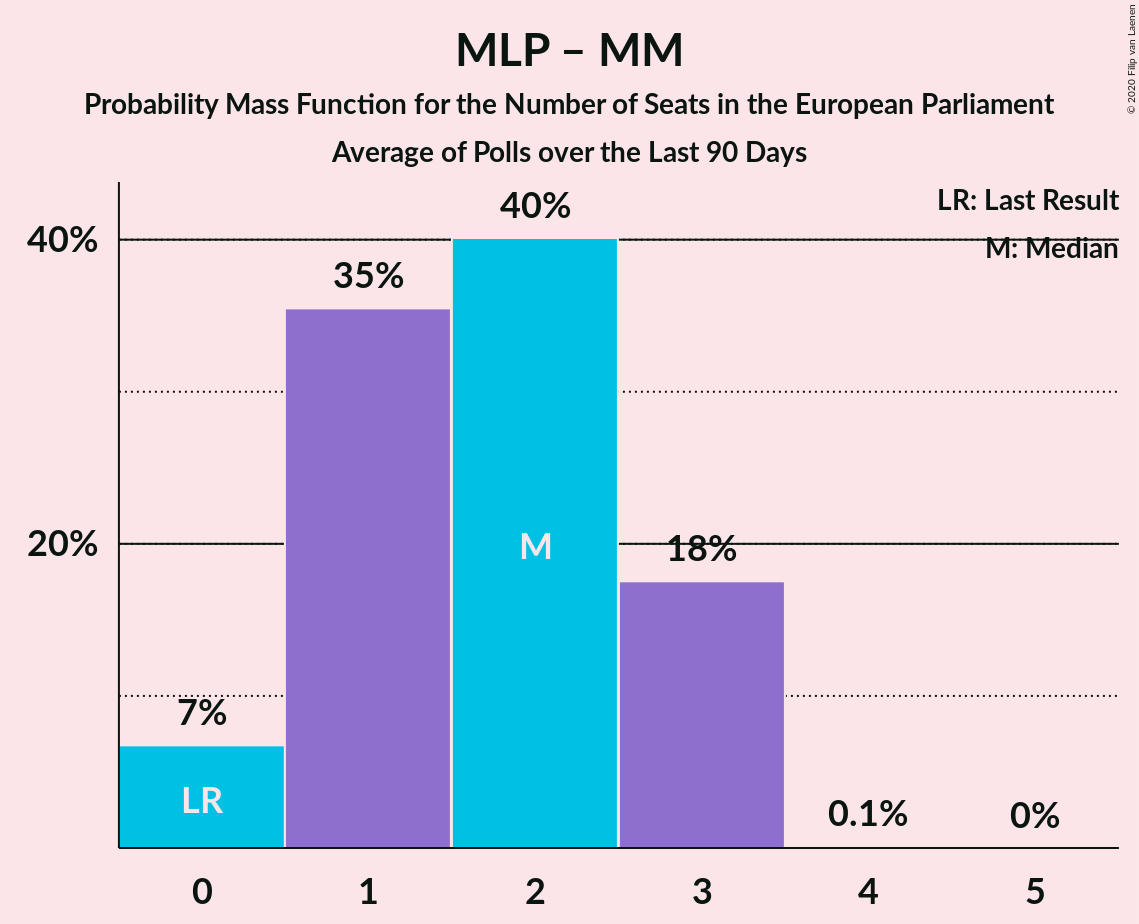 MLP – MM
Probability Mass Function for the Number of Seats in the European Parliament
Average of Polls over the Last 90 Days
© 2020 Filip van Laenen
LR: Last Result
M: Median
40%
20%
7%
35%
40%
18%
0.1%
0%
LR
M
0 1 2 3 4 5